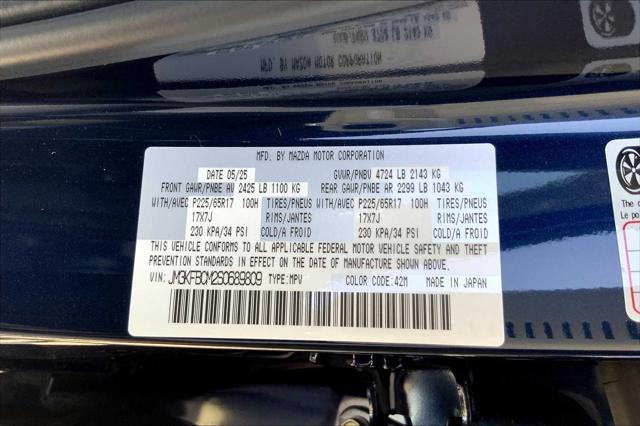 MFD. BY MAZDA MOTOR CORPORATION
DATE 05/25 GVWR/PNBV 4724 LB 2143 KG
FRONT GAWR/PNBE AV 2425 LB 1100 KG REAR GAWR/PNBE AR 2299 LB 1043 KG
WITH/AVEC P225/65R17 100H TIRES/PNEUS WITH/AVEC P225/65R17 100H TIRES/PNEUS
17X7J RIMS/JANTES 17X7J RIMS/JANTES
230 KPA/34 PSI COLD/A FROID 230 KPA/34 PSI COLD/A FROID
THIS VEHICLE CONFORMS TO ALL APPLICABLE FEDERAL MOTOR VEHICLE SAFETY AND THEFT
PREVENTION STANDARDS IN EFFECT ON THE DATE OF MANUFACTURE SHOWN ABOVE.
VIN: JM3KFBCM2S0689809 TYPE:MPV COLOR CODE:42M MADE IN JAPAN
The c
Le po